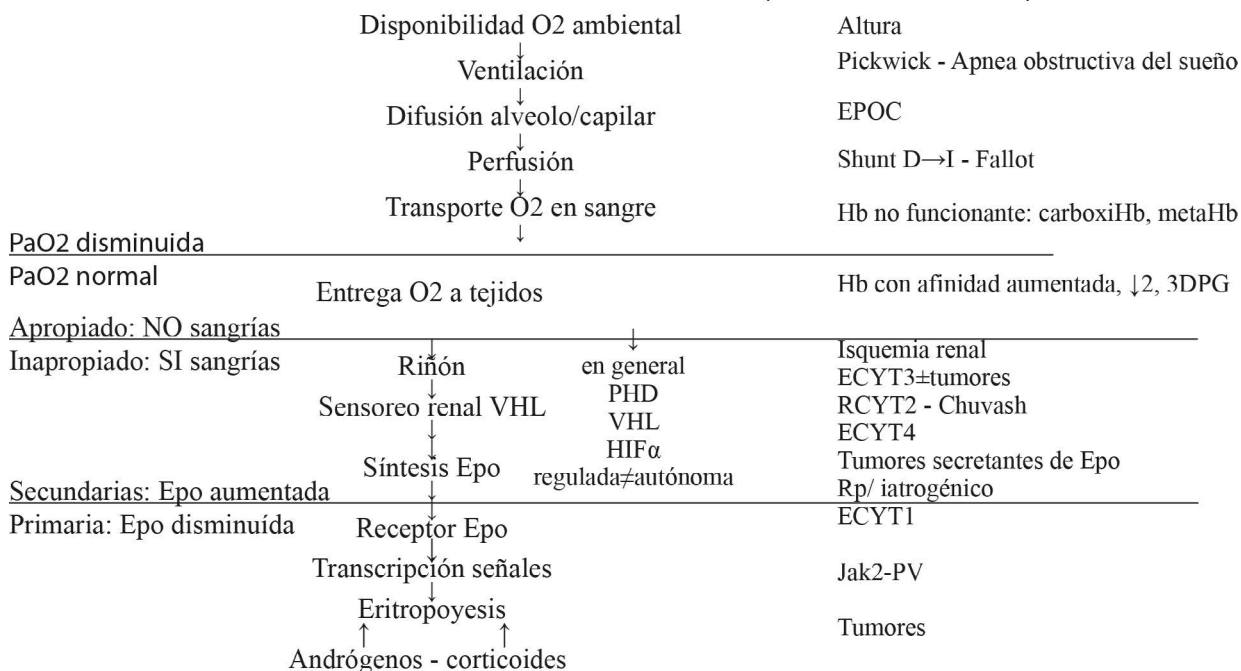 Disponibilidad O2 ambiental
Altura
↓
Ventilación
Pickwick - Apnea obstructiva del sueño
↓
Difusión alveolo/capilar
EPOC
↓
Perfusión
Shunt D→I - Fallot
↓
Transporte O2 en sangre
Hb no funcionante: carboxiHb, metaHb
↓
PaO2 disminuida
PaO2 normal
Entrega O2 a tejidos
Hb con afinidad aumentada, ↓2, 3DPG
Apropiado: NO sangrías
Inapropiado: SI sangrías
↓ ↓
Riñón
en general
Isquemia renal
↓
PHD
ECYT3±tumores
Sensoreo renal VHL
VHL
RCYT2 - Chuvash
↓
HIFα
ECYT4
↓
Síntesis Epo
regulada≠autónoma
Tumores secretantes de Epo
Secundarias: Epo aumentada
↓
Rp/ iatrogénico
Primaria: Epo disminuída
↓
Receptor Epo
ECYT1
↓
Transcripción señales
Jak2-PV
↓
Eritropoyesis
Tumores
↑ ↑
Andrógenos - corticoides